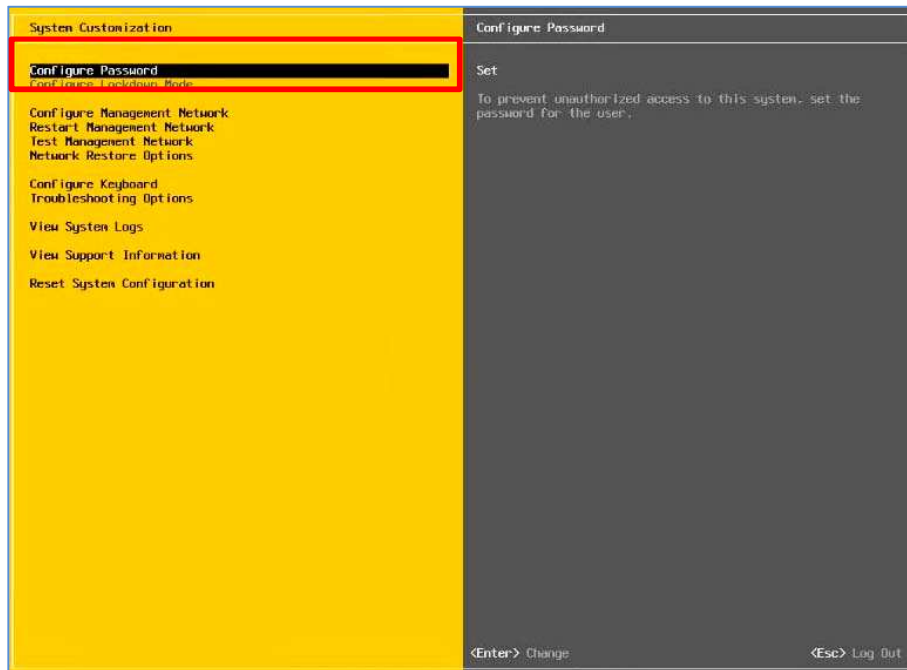 System Customization
Configure Password
Configure Lockdown Mode
Configure Management Network
Restart Management Network
Test Management Network
Network Restore Options
Configure Keyboard
Troubleshooting Options
View System Logs
View Support Information
Reset System Configuration
Configure Password
Set
To prevent unauthorized access to this system, set the
password for the user.
<Enter> Change
<Esc> Log Out